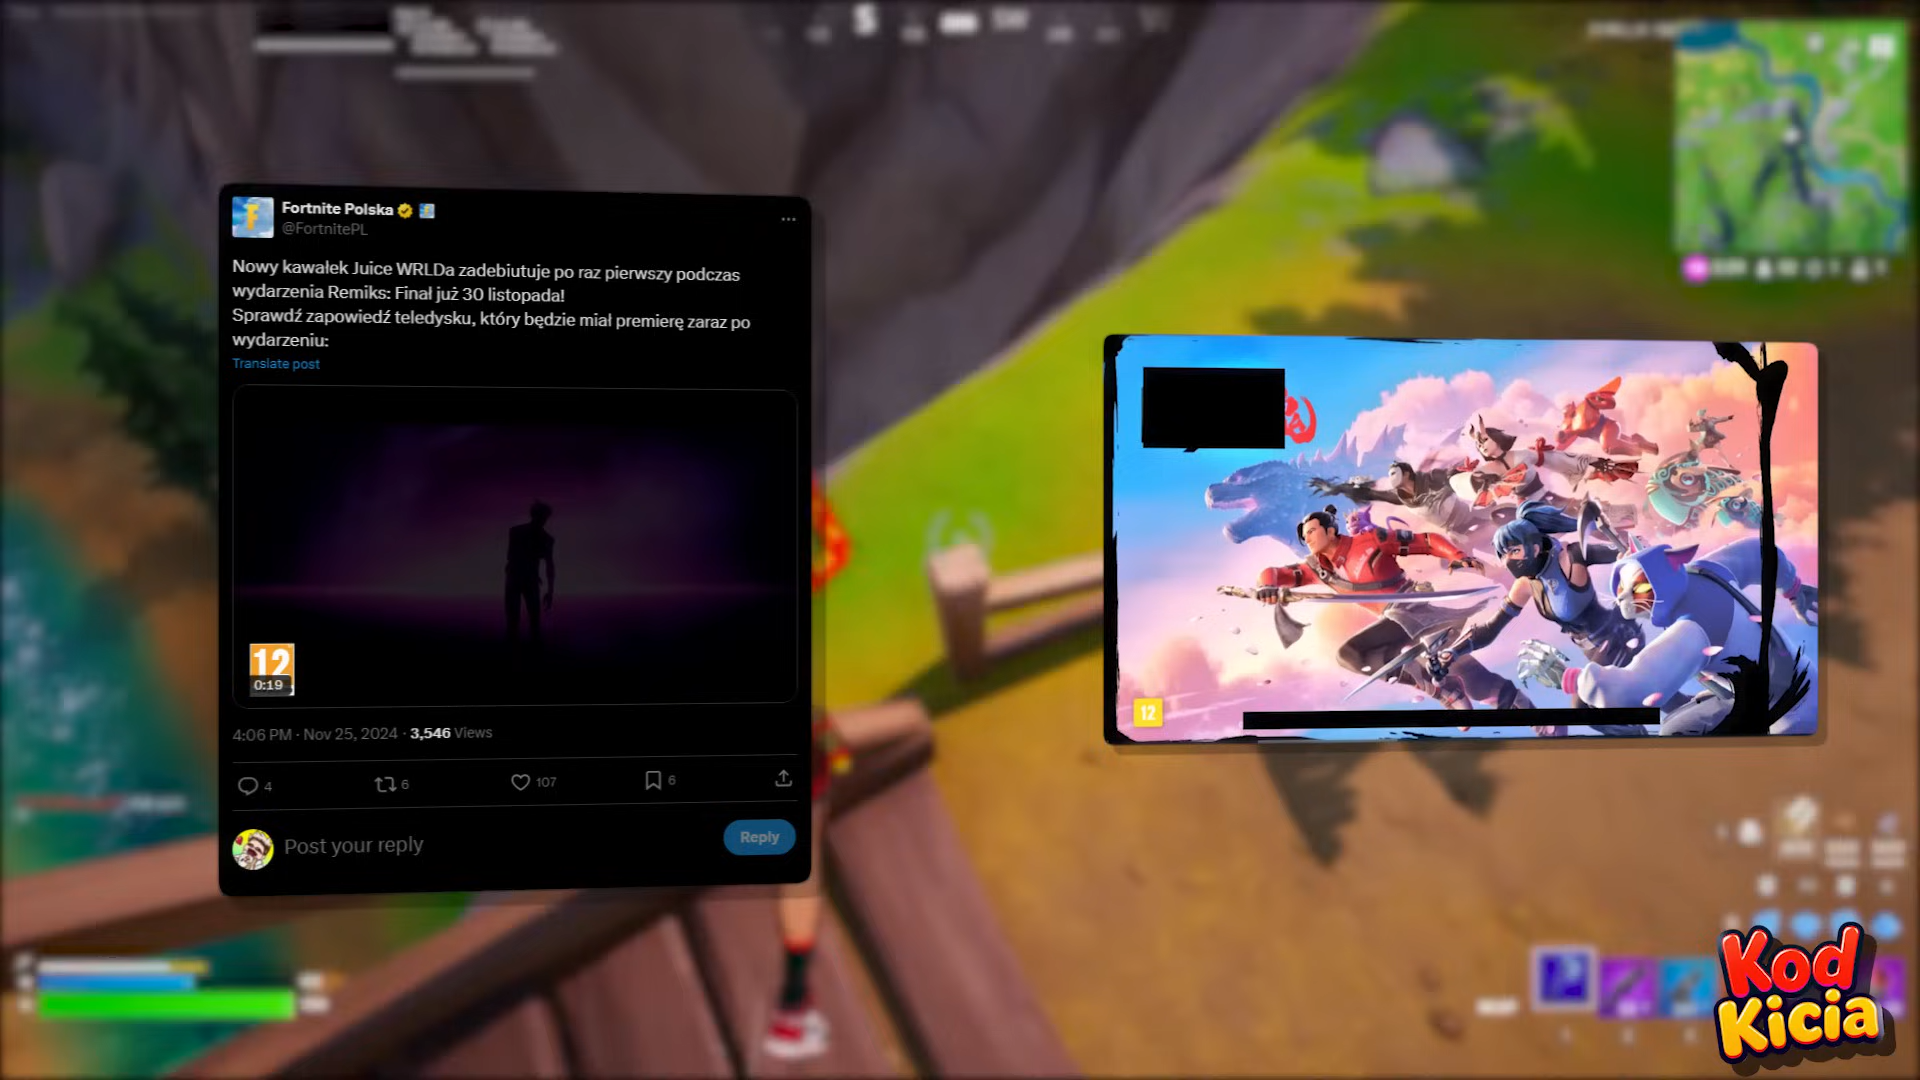 S
SW
Fortnite Polska
@FortnitePL
Nowy kawałek Juice WRLDa zadebiutuje po raz pierwszy podczas
wydarzenia Remiks: Finał już 30 listopada!
Sprawdź zapowiedź teledysku, który będzie miał premierę zaraz po
wydarzeniu:
Translate post
12
0:19
4:06 PM · Nov 25, 2024 · 3,546 Views
4
6
107
6
Post your reply
Reply
12
Kod
Kicia